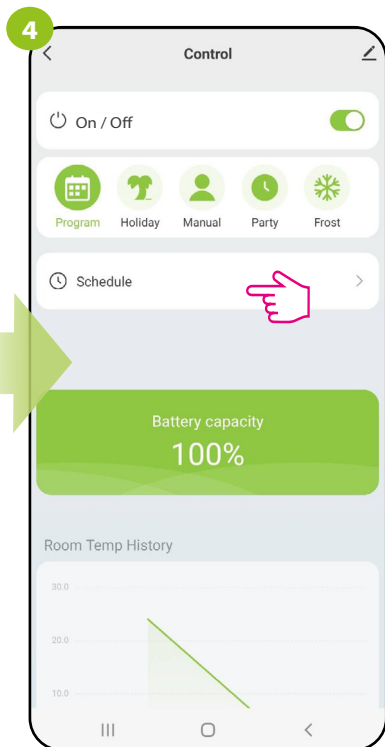 4
Control
On / Off
Program Holiday Manual Party Frost
Schedule
Battery capacity
100%
Room Temp History
30.0
20.0
10.0